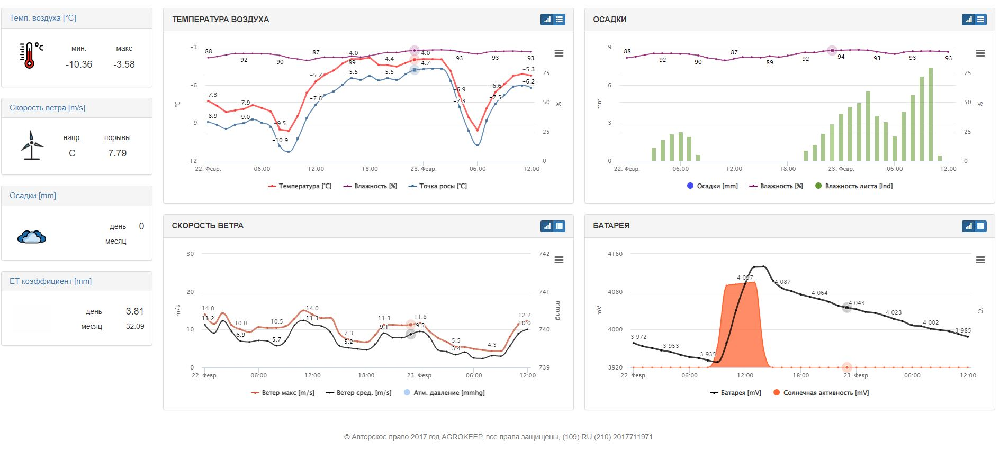 Темп. воздуха [°C]
мин. макс
-10.36 -3.58
°C
Скорость ветра [m/s]
напр. порывы
С 7.79
Осадки [mm]
день 0
месяц
ET коэффициент [mm]
день 3.81
месяц 32.09
ТЕМПЕРАТУРА ВОЗДУХА
−3
−6
−9
−12
°C
75
50
25
0
%
88 92 90 87 89 93 93 93
−7.3 −7.9 −9.5 −5.7 −4.0 −4.4 −4.0 −6.9 −6.6 −5.3
−8.9 −9.0 −10.9 −7.6 −5.5 −5.5 −4.7 −7.8 −7.5 −6.2
22. Февр. 06:00 12:00 18:00 23. Февр. 06:00 12:00
Температура [°C] Влажность [%] Точка росы [°C]
ОСАДКИ
9
6
3
0
mm
75
50
25
0
%
88 92 90 87 89 92 94 93 93 93
22. Февр. 06:00 12:00 18:00 23. Февр. 06:00 12:00
Осадки [mm] Влажность [%] Влажность листа [Ind]
СКОРОСТЬ ВЕТРА
30
20
10
0
m/s
742
741
740
739
mmhg
14.0 10.0 10.5 14.0 7.3 11.3 11.8 5.5 4.3 12.2
11.2 6.9 5.7 11.3 5.2 9.1 9.5 3.4 10.0
22. Февр. 06:00 12:00 18:00 23. Февр. 06:00 12:00
Ветер макс [m/s] Ветер сред. [m/s] Атм. давление [mmhg]
БАТАРЕЯ
4160
4080
4000
3920
mV
°C
3 972 3 953 3 935 4 097 4 087 4 064 4 043 4 023 4 002 3 985
22. Февр. 06:00 12:00 18:00 23. Февр. 06:00 12:00
Батарея [mV] Солнечная активность [mV]
© Авторское право 2017 год AGROKEEP, все права защищены, (109) RU (210) 2017711971